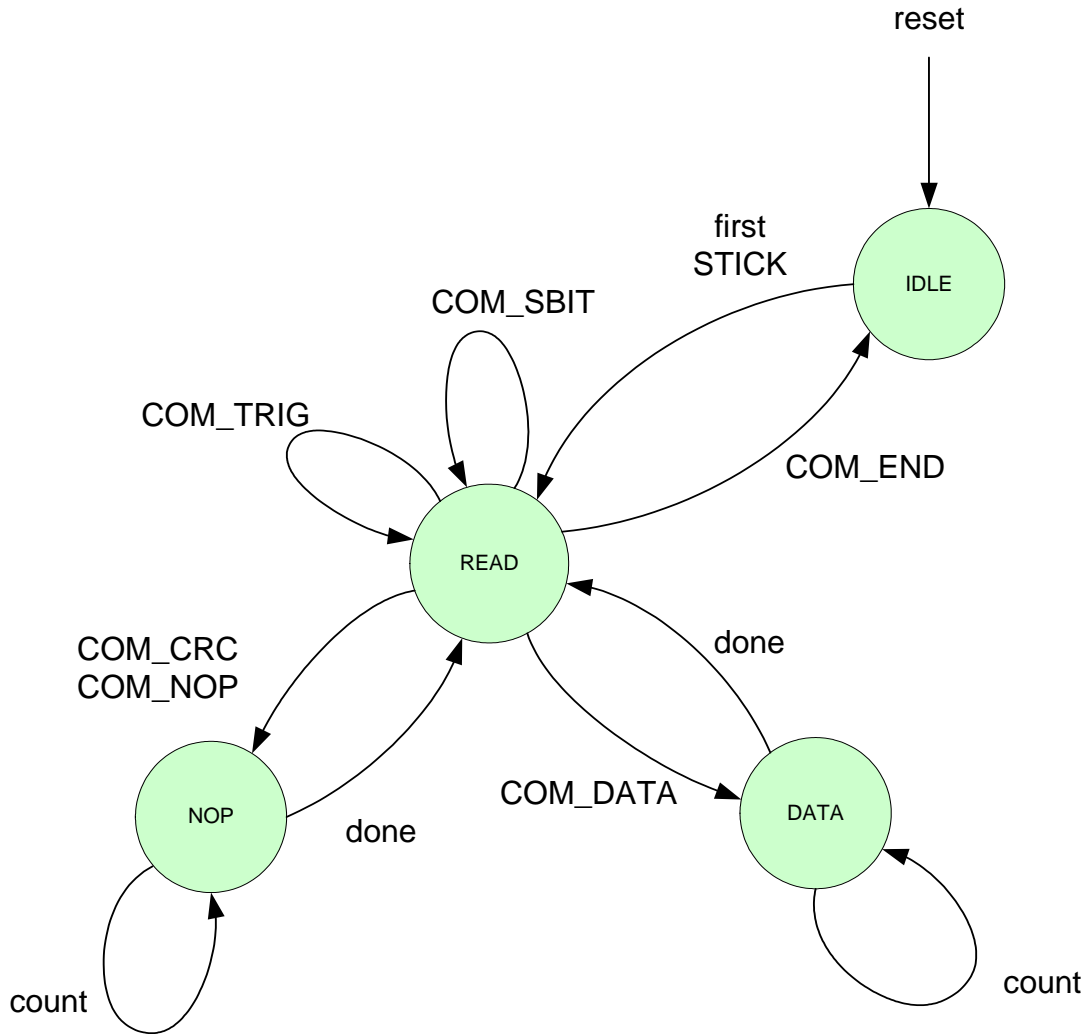 reset
first
STICK
IDLE
COM_SBIT
COM_TRIG
COM_END
READ
COM_CRC
COM_NOP
done
COM_DATA
NOP
DATA
done
count
count